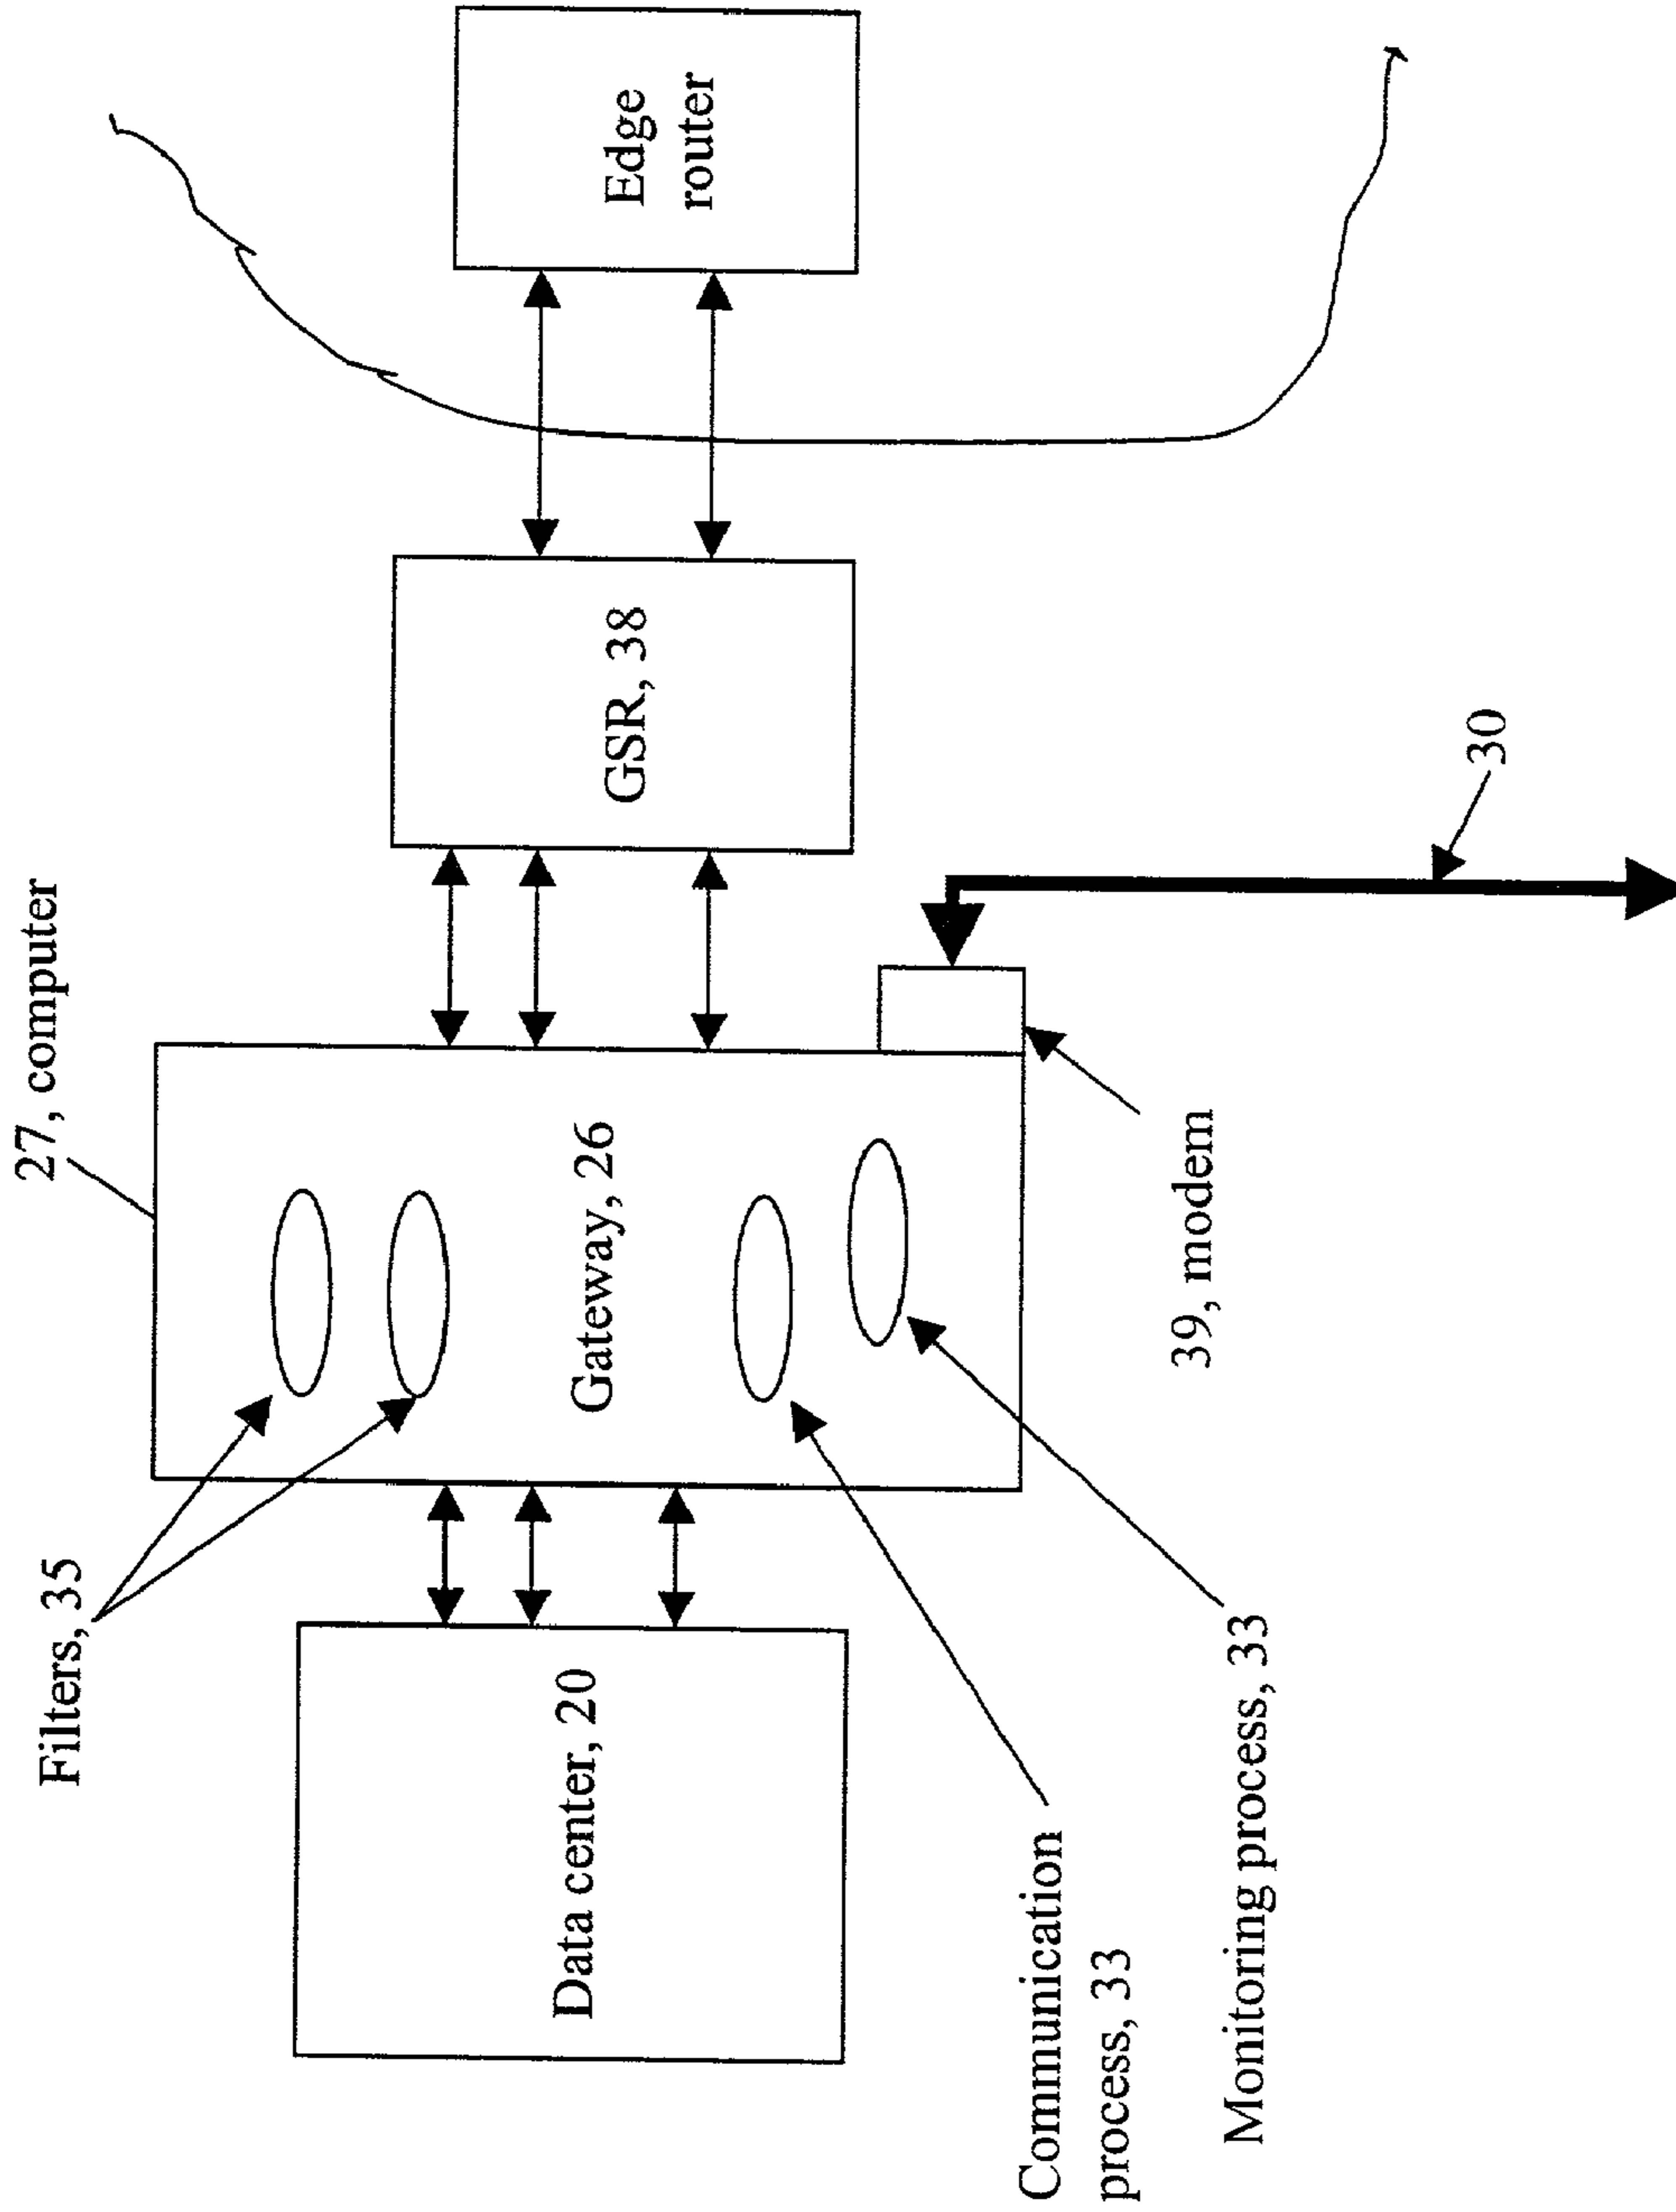 27, computer
Filters, 35
Data center, 20
Gateway, 26
GSR, 38
Edge
router
Communication
process, 33
Monitoring process, 33
39, modem
30